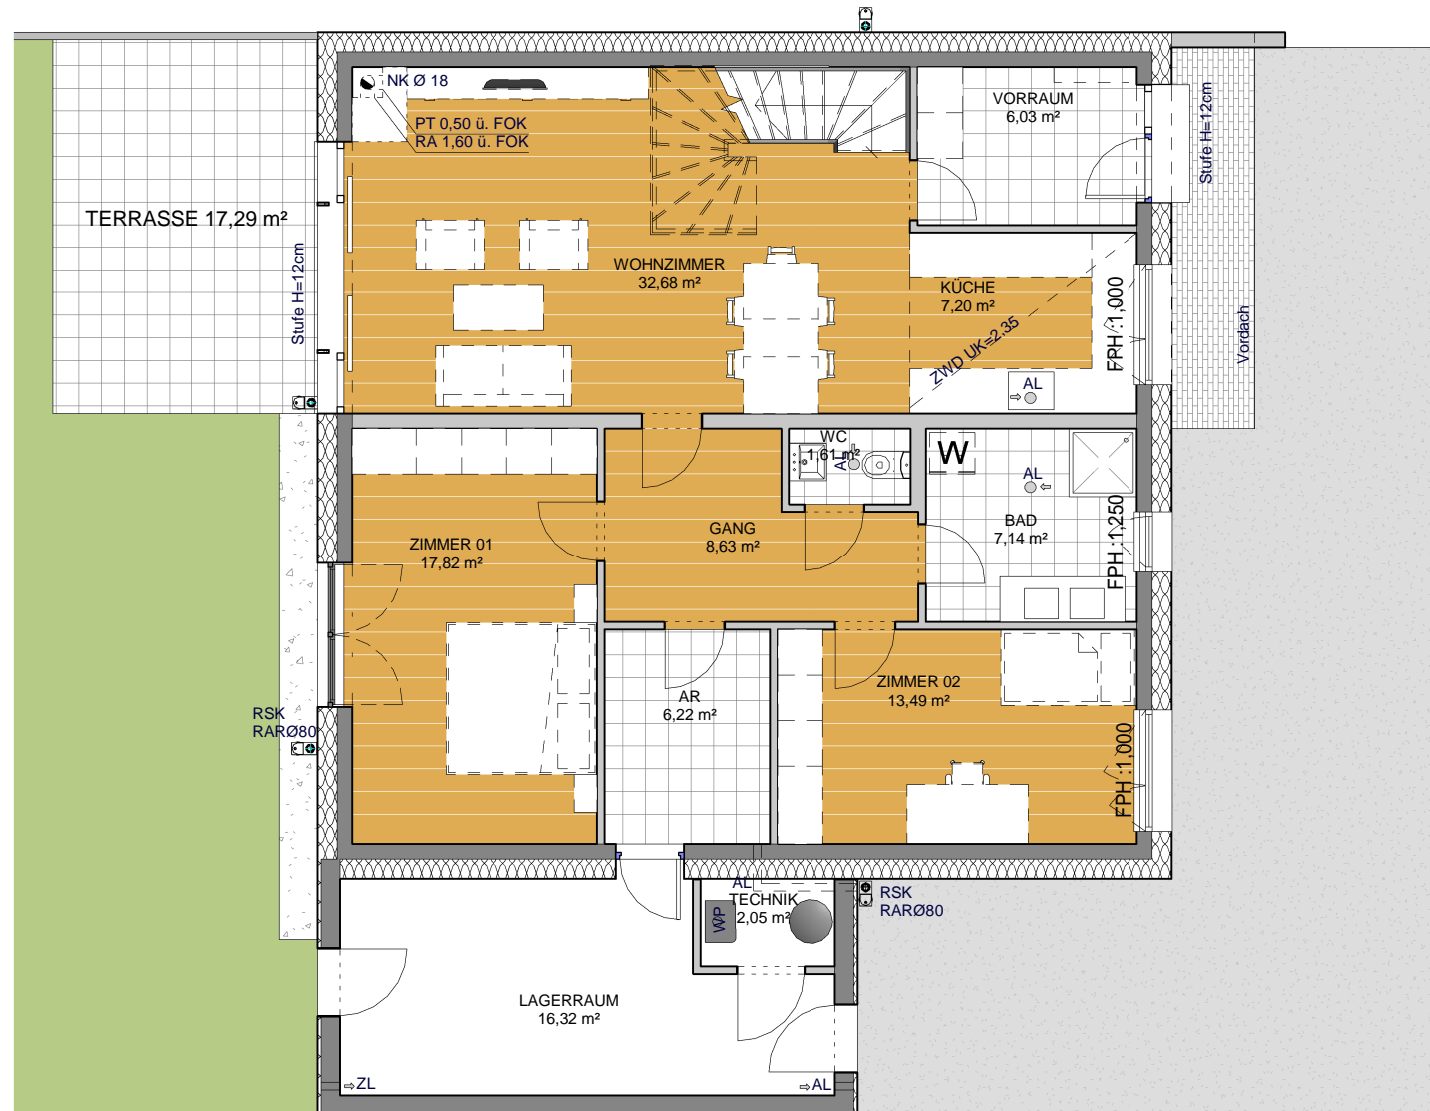 NK Ø 18
PT 0,50 ü. FOK
RA 1,60 ü. FOK
VORRAUM
6,03 m²
Stufe H=12cm
TERRASSE 17,29 m²
Stufe H=12cm
WOHNZIMMER
32,68 m²
KÜCHE
7,20 m²
ZWD UK=2,35
FPH :1,000
Vordach
AL
WC
1,61 m²
AL
W
AL
BAD
7,14 m²
FPH :1,250
GANG
8,63 m²
ZIMMER 01
17,82 m²
AR
6,22 m²
ZIMMER 02
13,49 m²
FPH :1,000
RSK
RARØ80
AL
TECHNIK
2,05 m²
WP
RSK
RARØ80
LAGERRAUM
16,32 m²
ZL
AL